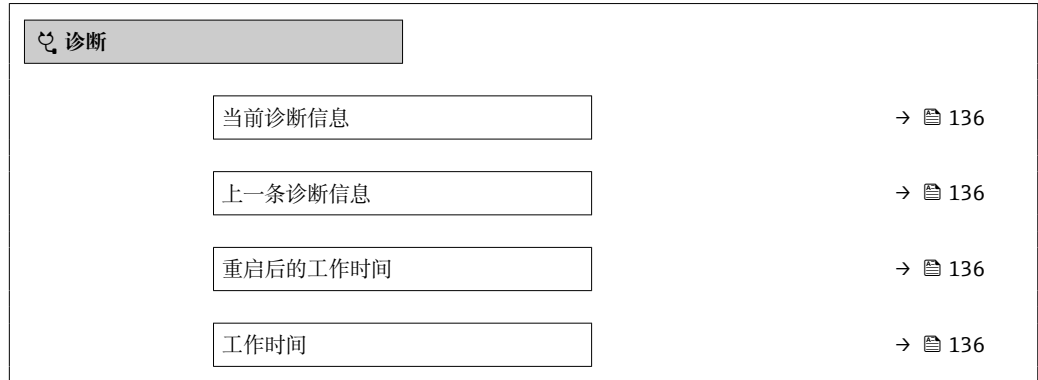 诊断
当前诊断信息 → 136
上一条诊断信息 → 136
重启后的工作时间 → 136
工作时间 → 136